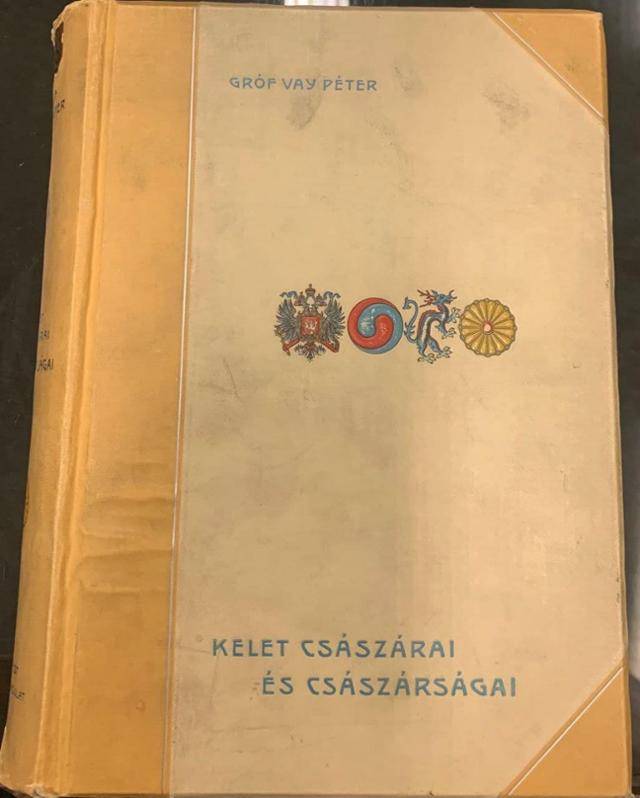 GRÓF VAY PÉTER
KELET CSÁSZÁRAI
ÉS CSÁSZÁRSÁGAI